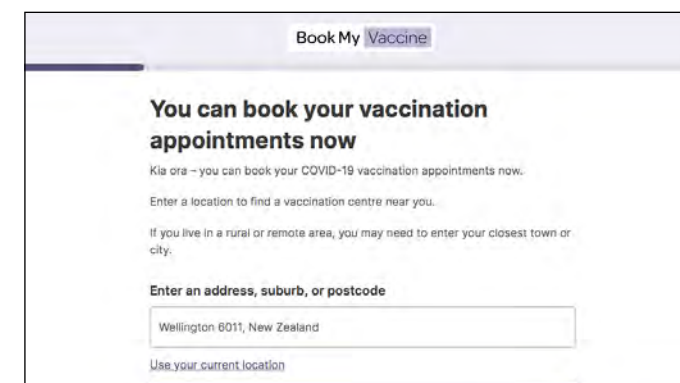 Book My Vaccine
You can book your vaccination
appointments now
Kia ora – you can book your COVID-19 vaccination appointments now.
Enter a location to find a vaccination centre near you.
If you live in a rural or remote area, you may need to enter your closest town or
city.
Enter an address, suburb, or postcode
Wellington 6011, New Zealand
Use your current location